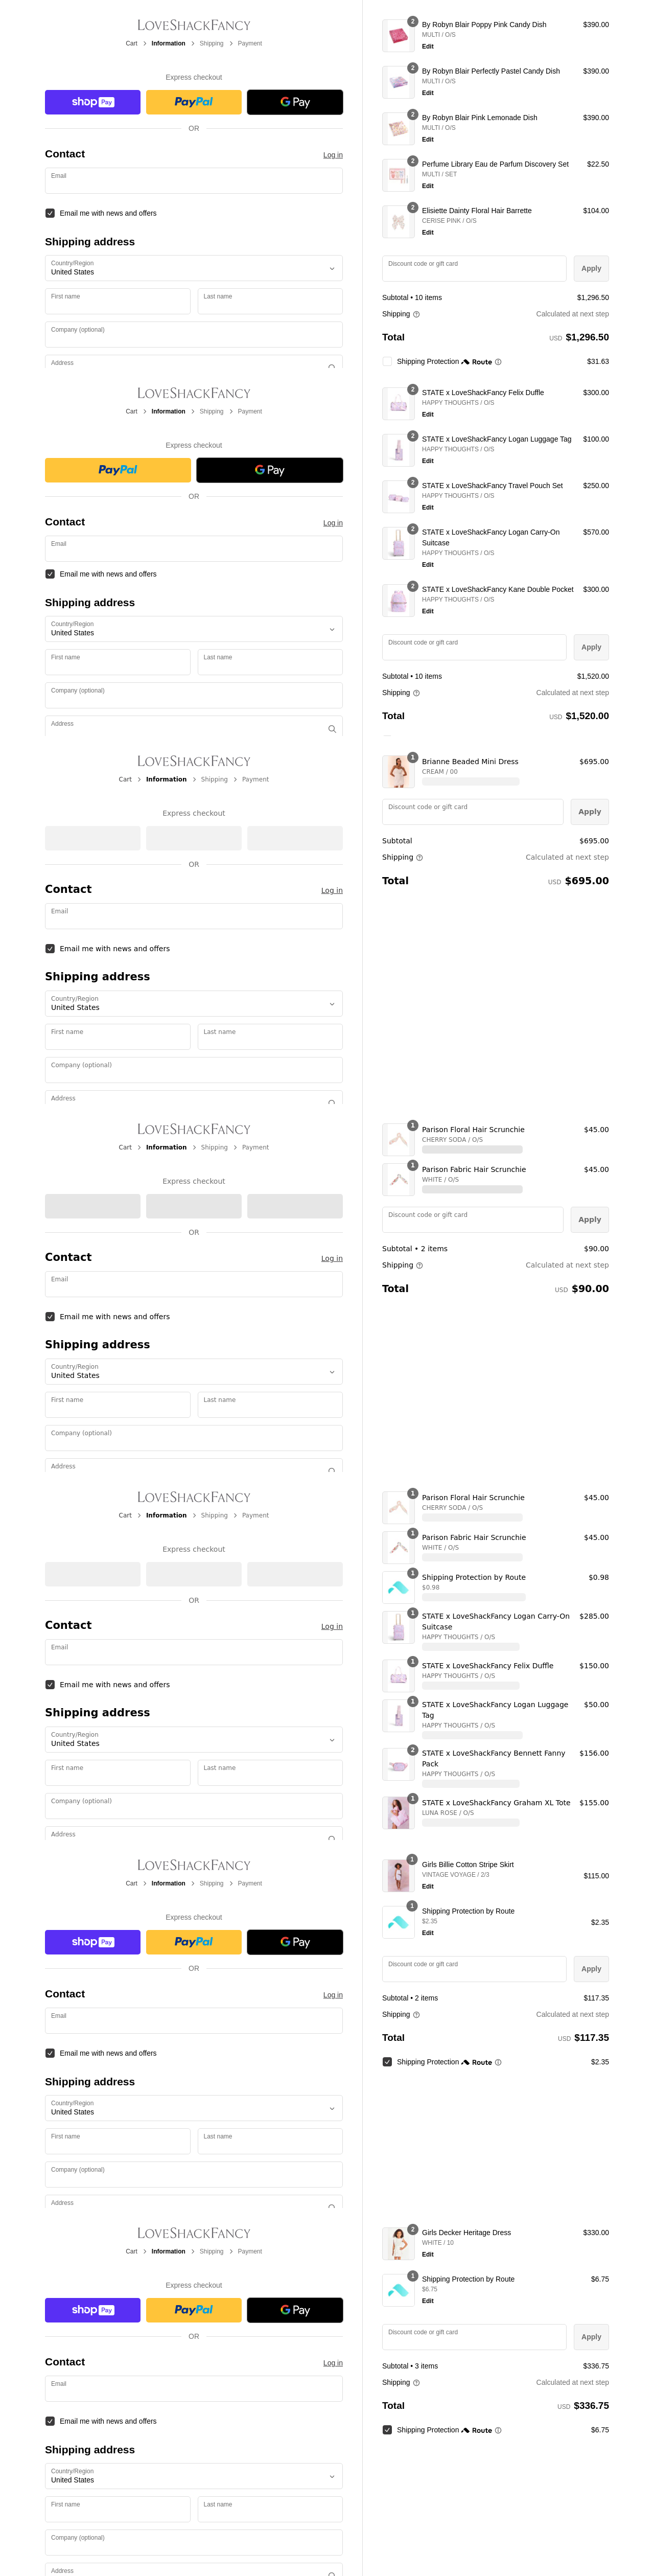 LOVESHACKFANCY
Cart > Information > Shipping > Payment
Express checkout
shop Pay
PayPal
G Pay
OR
Contact
Log in
Email
Email me with news and offers
Shipping address
Country/Region
United States
First name
Last name
Company (optional)
Address
2
By Robyn Blair Poppy Pink Candy Dish
$390.00
MULTI / O/S
Edit
2
By Robyn Blair Perfectly Pastel Candy Dish
$390.00
MULTI / O/S
Edit
2
By Robyn Blair Pink Lemonade Dish
$390.00
MULTI / O/S
Edit
2
Perfume Library Eau de Parfum Discovery Set
$22.50
MULTI / SET
Edit
2
Elisiette Dainty Floral Hair Barrette
$104.00
CERISE PINK / O/S
Edit
Discount code or gift card
Apply
Subtotal • 10 items
$1,296.50
Shipping
Calculated at next step
Total
USD $1,296.50
Shipping Protection Route
$31.63
LOVESHACKFANCY
Cart > Information > Shipping > Payment
Express checkout
PayPal
G Pay
OR
Contact
Log in
Email
Email me with news and offers
Shipping address
Country/Region
United States
First name
Last name
Company (optional)
Address
2
STATE x LoveShackFancy Felix Duffle
$300.00
HAPPY THOUGHTS / O/S
Edit
2
STATE x LoveShackFancy Logan Luggage Tag
$100.00
HAPPY THOUGHTS / O/S
Edit
2
STATE x LoveShackFancy Travel Pouch Set
$250.00
HAPPY THOUGHTS / O/S
Edit
2
STATE x LoveShackFancy Logan Carry-On
Suitcase
$570.00
HAPPY THOUGHTS / O/S
Edit
2
STATE x LoveShackFancy Kane Double Pocket
$300.00
HAPPY THOUGHTS / O/S
Edit
Discount code or gift card
Apply
Subtotal • 10 items
$1,520.00
Shipping
Calculated at next step
Total
USD $1,520.00
LOVESHACKFANCY
Cart > Information > Shipping > Payment
Express checkout
OR
Contact
Log in
Email
Email me with news and offers
Shipping address
Country/Region
United States
First name
Last name
Company (optional)
Address
1
Brianne Beaded Mini Dress
$695.00
CREAM / 00
Discount code or gift card
Apply
Subtotal
$695.00
Shipping
Calculated at next step
Total
USD $695.00
LOVESHACKFANCY
Cart > Information > Shipping > Payment
Express checkout
OR
Contact
Log in
Email
Email me with news and offers
Shipping address
Country/Region
United States
First name
Last name
Company (optional)
Address
1
Parison Floral Hair Scrunchie
$45.00
CHERRY SODA / O/S
1
Parison Fabric Hair Scrunchie
$45.00
WHITE / O/S
Discount code or gift card
Apply
Subtotal • 2 items
$90.00
Shipping
Calculated at next step
Total
USD $90.00
LOVESHACKFANCY
Cart > Information > Shipping > Payment
Express checkout
OR
Contact
Log in
Email
Email me with news and offers
Shipping address
Country/Region
United States
First name
Last name
Company (optional)
Address
1
Parison Floral Hair Scrunchie
$45.00
CHERRY SODA / O/S
1
Parison Fabric Hair Scrunchie
$45.00
WHITE / O/S
1
Shipping Protection by Route
$0.98
$0.98
1
STATE x LoveShackFancy Logan Carry-On
Suitcase
$285.00
HAPPY THOUGHTS / O/S
1
STATE x LoveShackFancy Felix Duffle
$150.00
HAPPY THOUGHTS / O/S
1
STATE x LoveShackFancy Logan Luggage
Tag
$50.00
HAPPY THOUGHTS / O/S
2
STATE x LoveShackFancy Bennett Fanny
Pack
$156.00
HAPPY THOUGHTS / O/S
1
STATE x LoveShackFancy Graham XL Tote
$155.00
LUNA ROSE / O/S
LOVESHACKFANCY
Cart > Information > Shipping > Payment
Express checkout
shop Pay
PayPal
G Pay
OR
Contact
Log in
Email
Email me with news and offers
Shipping address
Country/Region
United States
First name
Last name
Company (optional)
Address
1
Girls Billie Cotton Stripe Skirt
VINTAGE VOYAGE / 2/3
$115.00
Edit
1
Shipping Protection by Route
$2.35
$2.35
Edit
Discount code or gift card
Apply
Subtotal • 2 items
$117.35
Shipping
Calculated at next step
Total
USD $117.35
Shipping Protection Route
$2.35
LOVESHACKFANCY
Cart > Information > Shipping > Payment
Express checkout
shop Pay
PayPal
G Pay
OR
Contact
Log in
Email
Email me with news and offers
Shipping address
Country/Region
United States
First name
Last name
Company (optional)
Address
2
Girls Decker Heritage Dress
$330.00
WHITE / 10
Edit
1
Shipping Protection by Route
$6.75
$6.75
Edit
Discount code or gift card
Apply
Subtotal • 3 items
$336.75
Shipping
Calculated at next step
Total
USD $336.75
Shipping Protection Route
$6.75